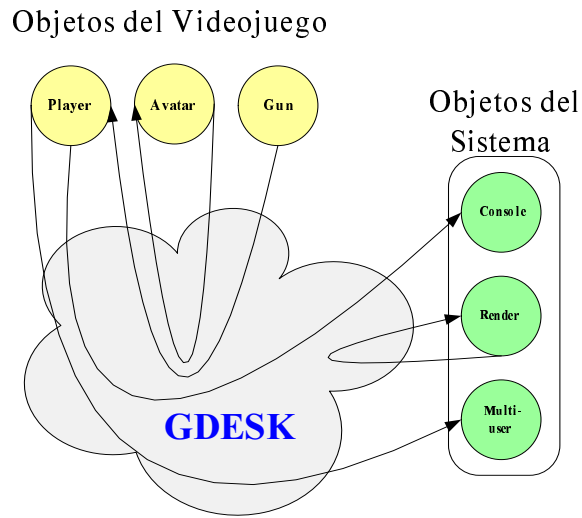 Objetos del Videojuego
Player
Avatar
Gun
Objetos del
Sistema
Console
Render
Multi-
user
GDESK